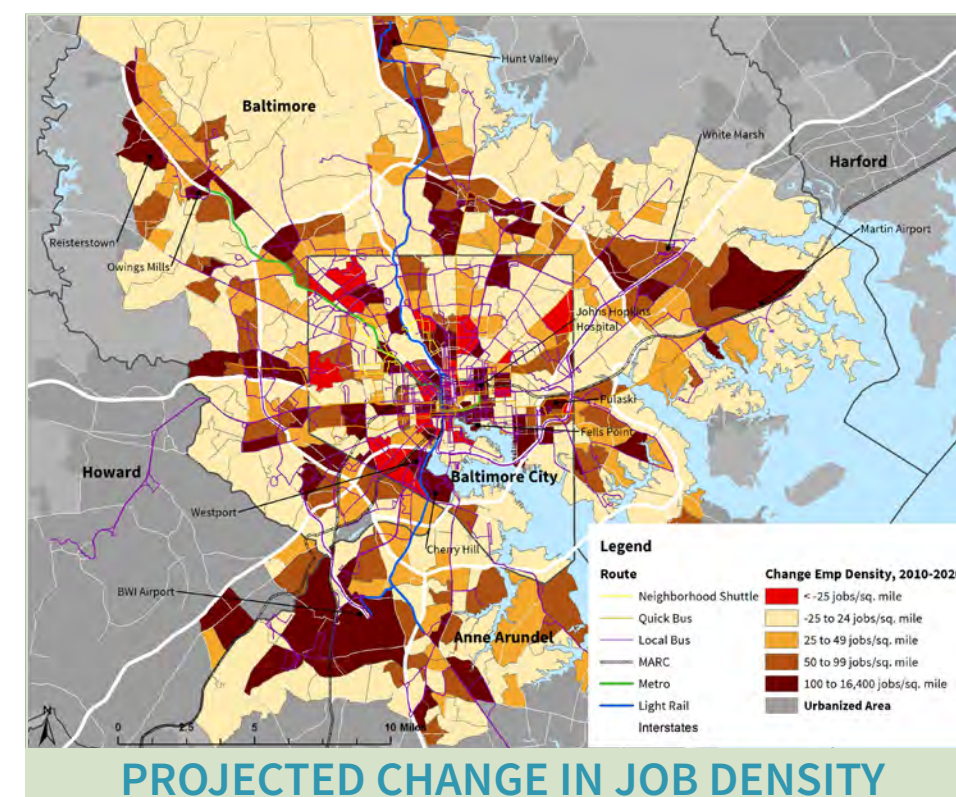 Hunt Valley
Baltimore
White Marsh
Harford
Martin Airport
Reisterstown
Owings Mills
Johns Hopkins
Hospital
Pulaski
Fells Point
Howard
Baltimore City
Westport
Cherry Hill
BWI Airport
Anne Arundel
N
0 2.5 5 10 Miles
Legend
Route
Neighborhood Shuttle
Quick Bus
Local Bus
MARC
Metro
Light Rail
Interstates
Change Emp Density, 2010-202
< -25 jobs/sq. mile
-25 to 24 jobs/sq. mile
25 to 49 jobs/sq. mile
50 to 99 jobs/sq. mile
100 to 16,400 jobs/sq. mile
Urbanized Area
PROJECTED CHANGE IN JOB DENSITY